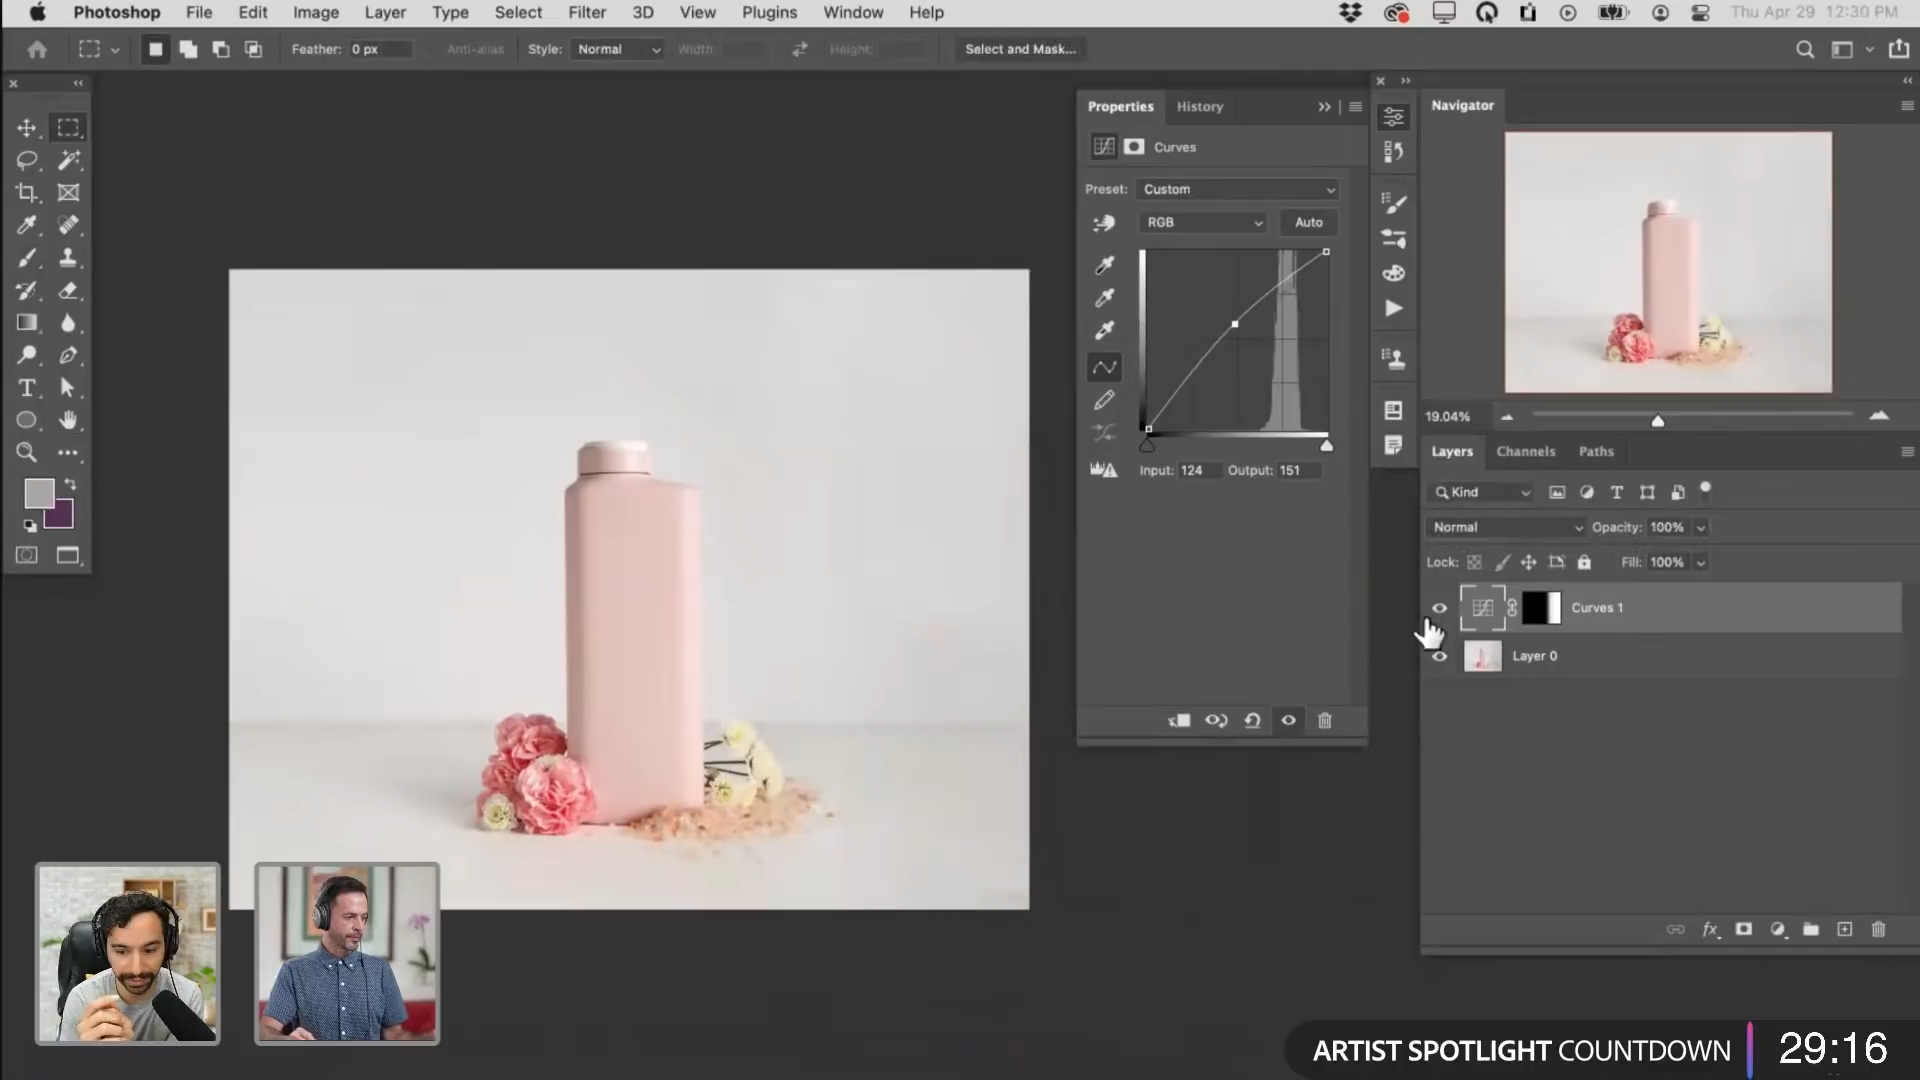 Photoshop File Edit Image Layer Type Select Filter 3D View Plugins Window Help Thu Apr 29 12:30 PM
Feather: 0 px Anti-alias Style: Normal Width: Height: Select and Mask...
Properties History
Curves
Preset: Custom
RGB Auto
Input: 124 Output: 151
Navigator
19.04%
Layers Channels Paths
Kind
Normal Opacity: 100%
Lock: Fill: 100%
Curves 1
Layer 0
ARTIST SPOTLIGHT COUNTDOWN 29:16